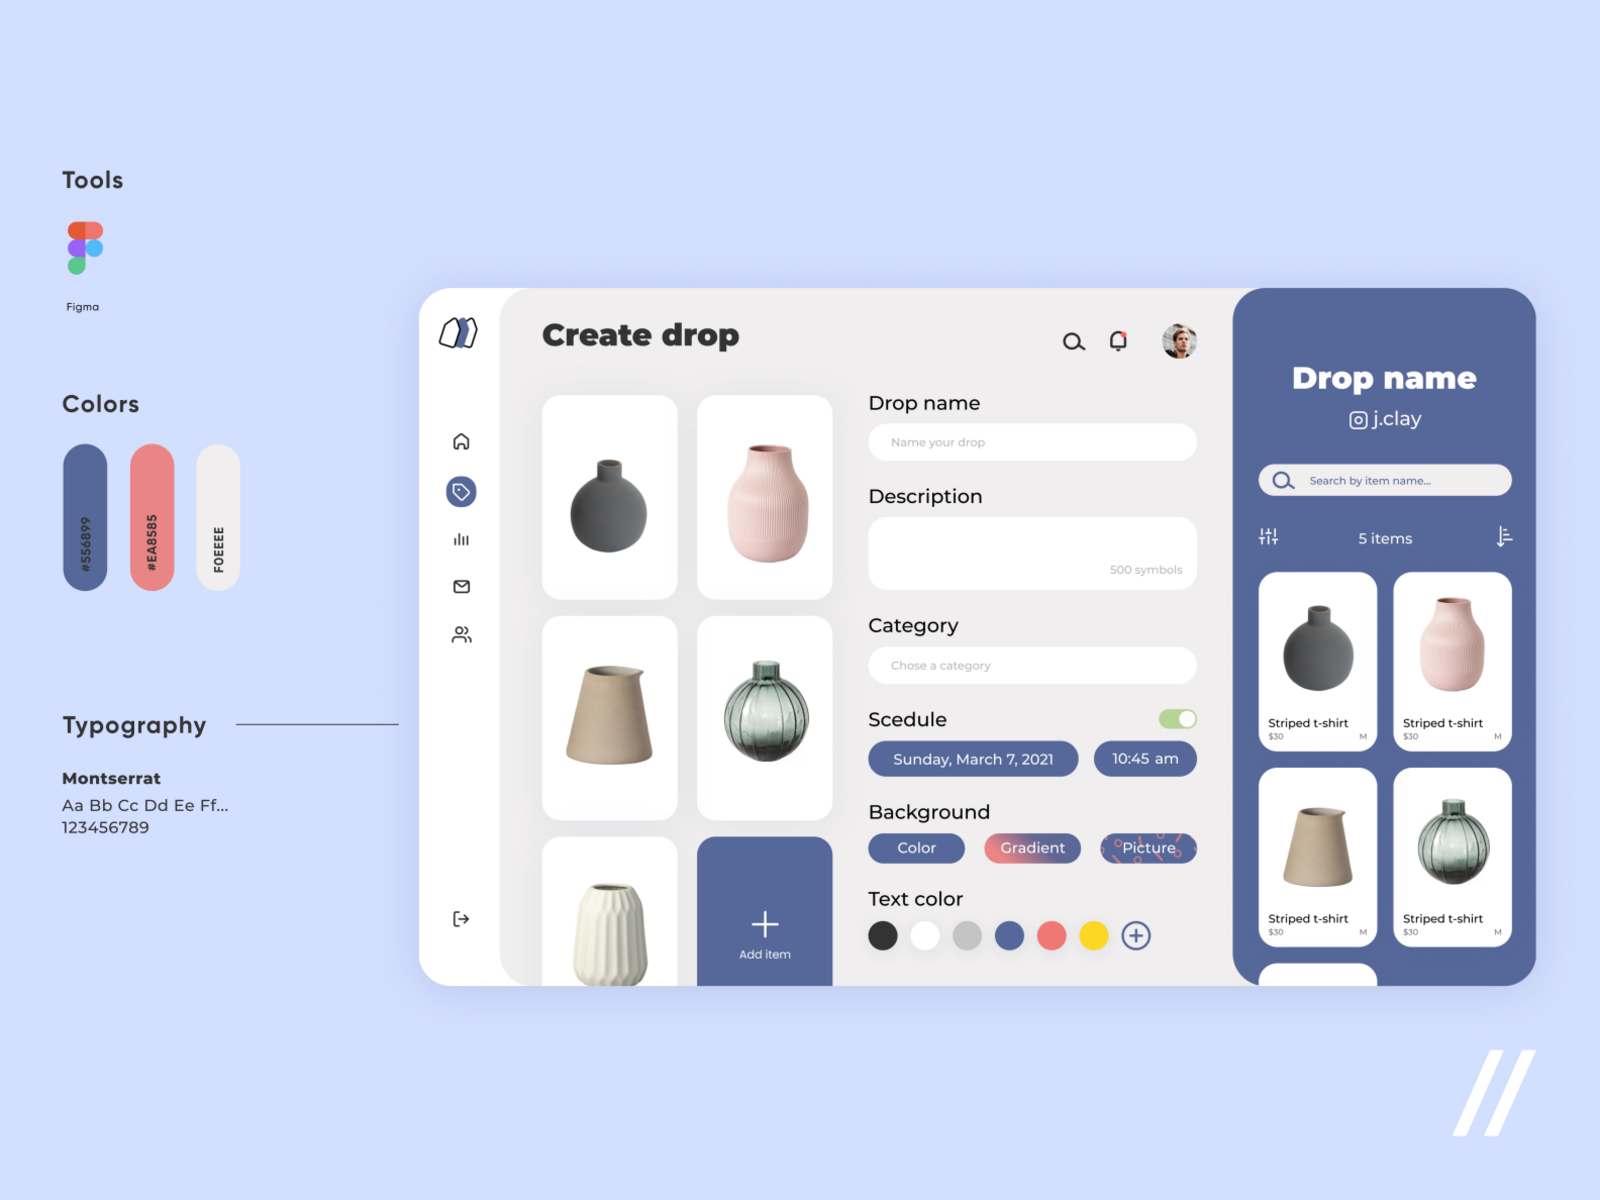 Tools
Figma
Colors
#556899
#EA8585
F0EEEE
Typography
Montserrat
Aa Bb Cc Dd Ee Ff...
123456789
Create drop
Add item
Drop name
Name your drop
Description
500 symbols
Category
Chose a category
Scedule
Sunday, March 7, 2021
10:45 am
Background
Color
Gradient
Picture
Text color
Drop name
j.clay
Search by item name...
5 items
Striped t-shirt
$30
M
Striped t-shirt
$30
M
Striped t-shirt
$30
M
Striped t-shirt
$30
M